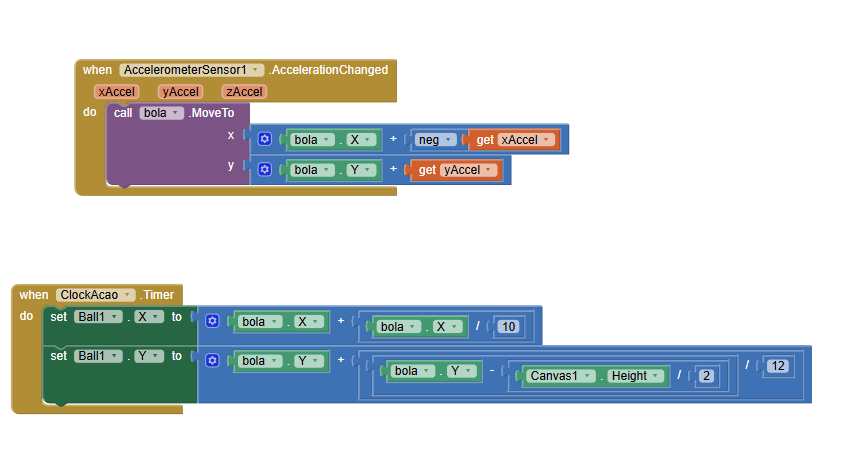 when AccelerometerSensor1 .AccelerationChanged
xAccel yAccel zAccel
do call bola .MoveTo
x bola . X + neg get xAccel
y bola . Y + get yAccel
when ClockAcao .Timer
do set Ball1 . X to bola . X + bola . X / 10
set Ball1 . Y to bola . Y + bola . Y - Canvas1 . Height / 2 / 12